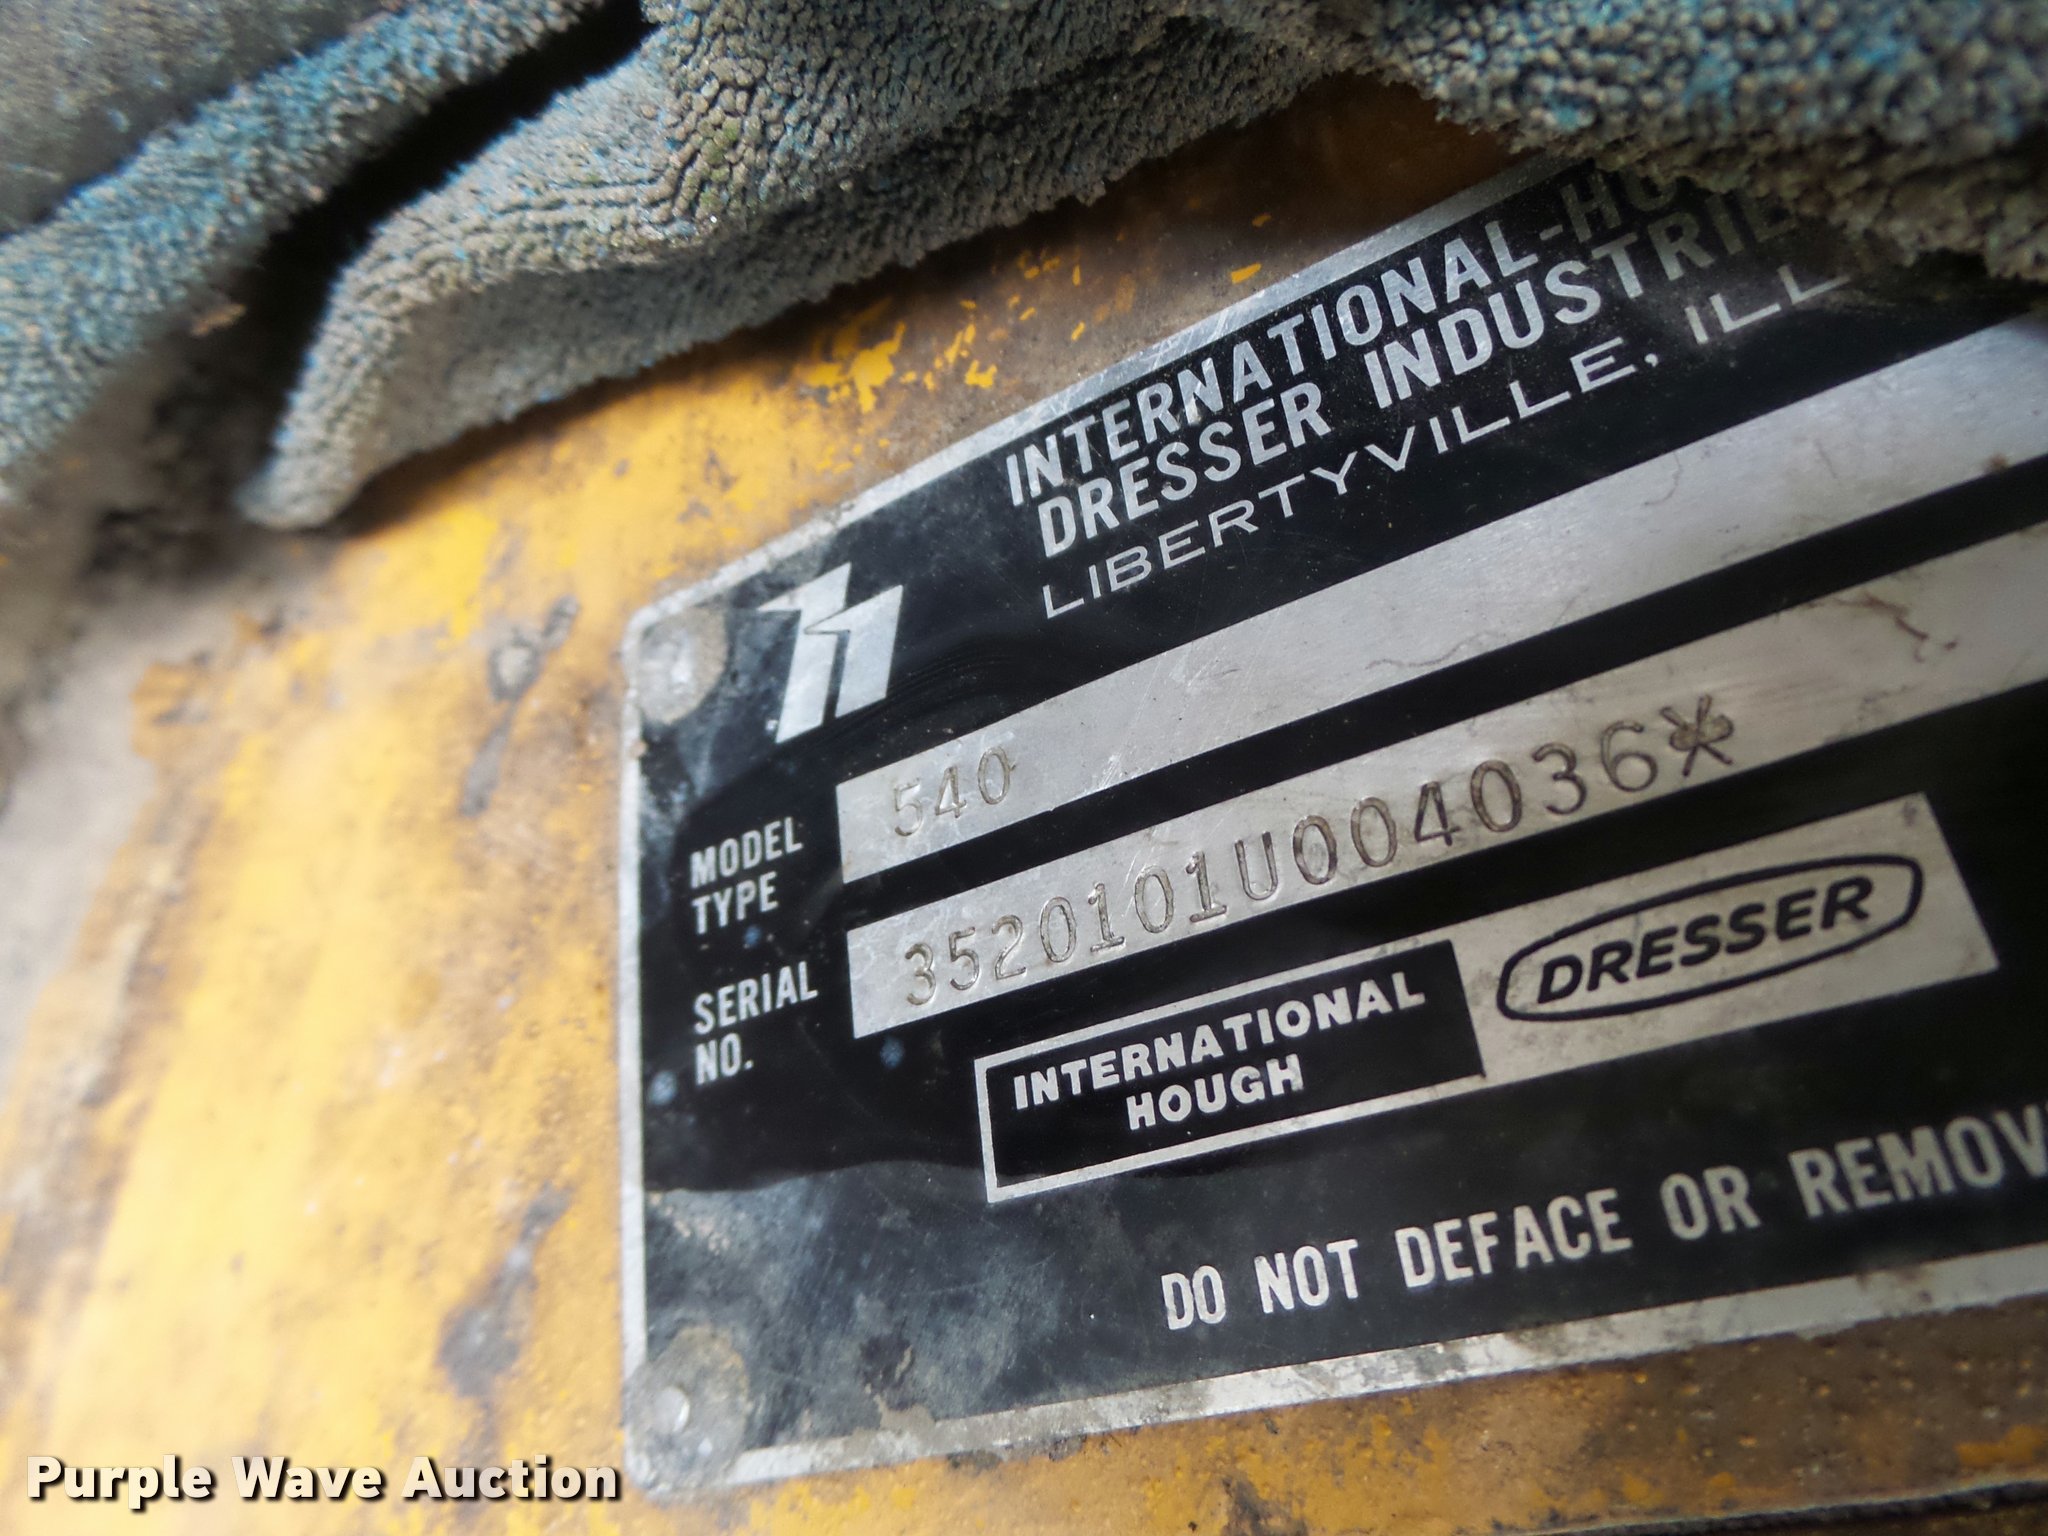 INTERNATIONAL-HO
DRESSER INDUSTRIE
LIBERTYVILLE, ILL
MODEL
TYPE
540
SERIAL
NO.
3520101U004036*
INTERNATIONAL
HOUGH
DRESSER
DO NOT DEFACE OR REMOV
Purple Wave Auction